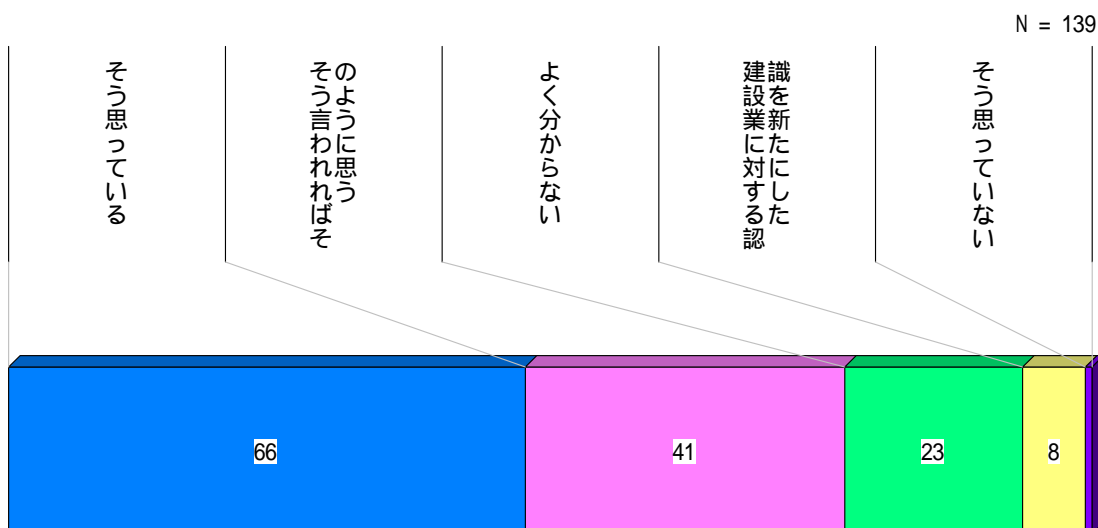 N = 139
そう思っている
そう言われればそ
のように思う
よく分からない
建設業に対する認
識を新たにした
そう思っていない
66
41
23
8